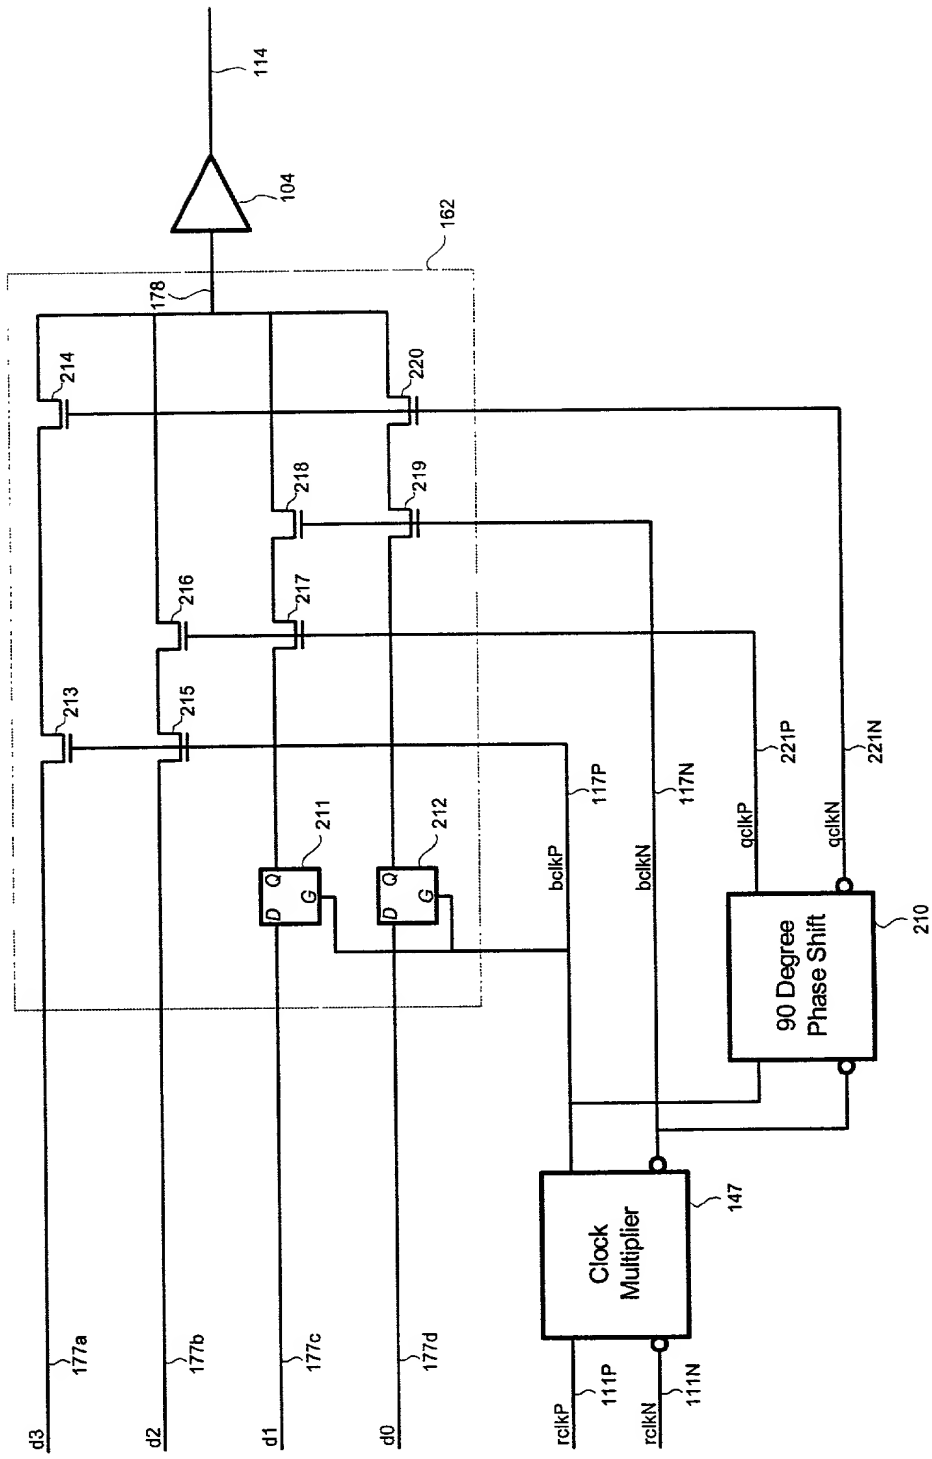 d3
177a
d2
177b
d1
177c
d0
177d
213
214
215
216
217
218
219
220
D
Q
G
211
D
Q
G
212
178
162
104
114
rclkP
111P
rclkN
111N
Clock
Multiplier
147
bclkP
117P
bclkN
117N
90 Degree
Phase Shift
210
qclkP
221P
qclkN
221N